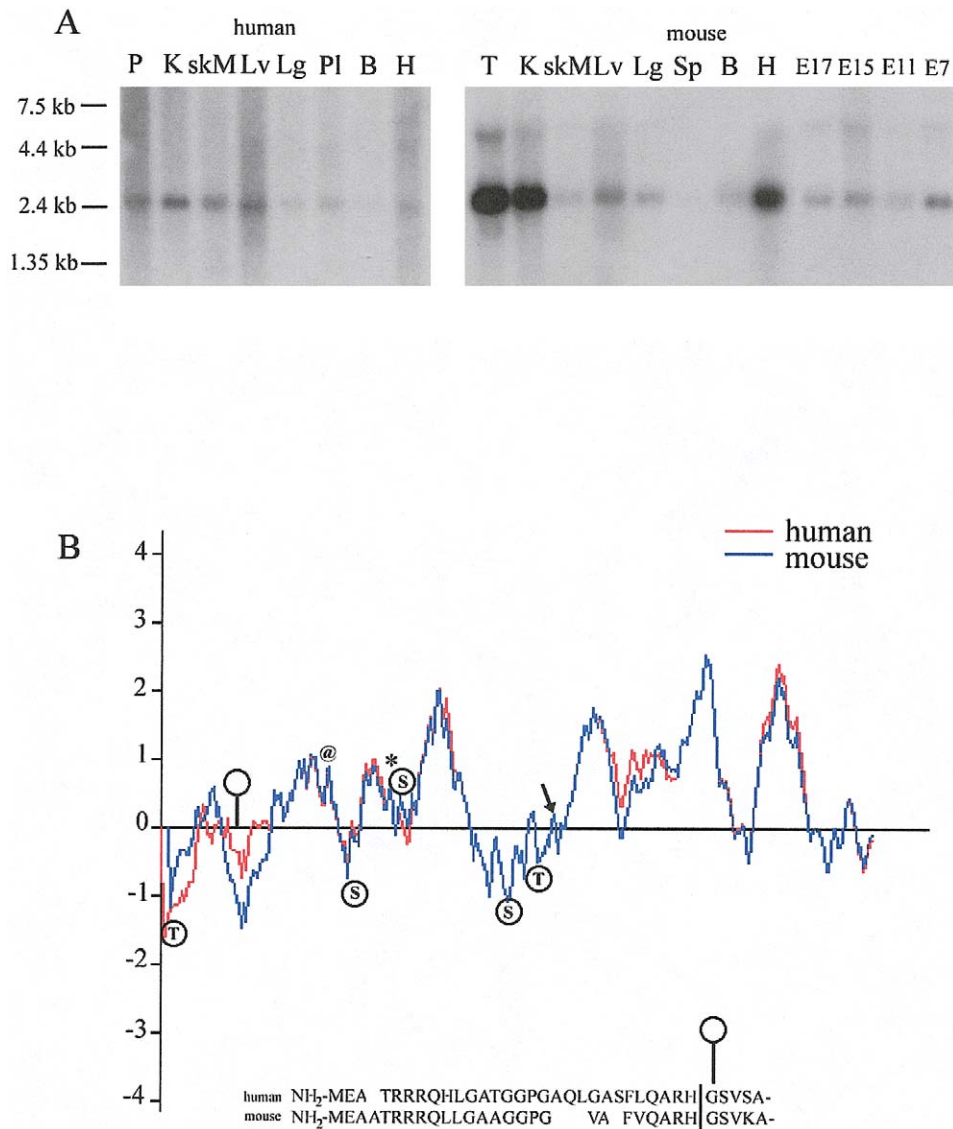 A
human
mouse
P K skM Lv Lg Pl B H
T K skM Lv Lg Sp B H E17 E15 E11 E7
7.5 kb
4.4 kb
2.4 kb
1.35 kb
B
human
mouse
4
3
2
1
0
-1
-2
-3
-4
@
*
S
T
S
S
T
human NH2-MEA TRRRQHLGATGGPGAQLGASFLQARH GSVSA-
mouse NH2-MEAATRRRQLLGAAGGPG VA FVQARH GSVKA-